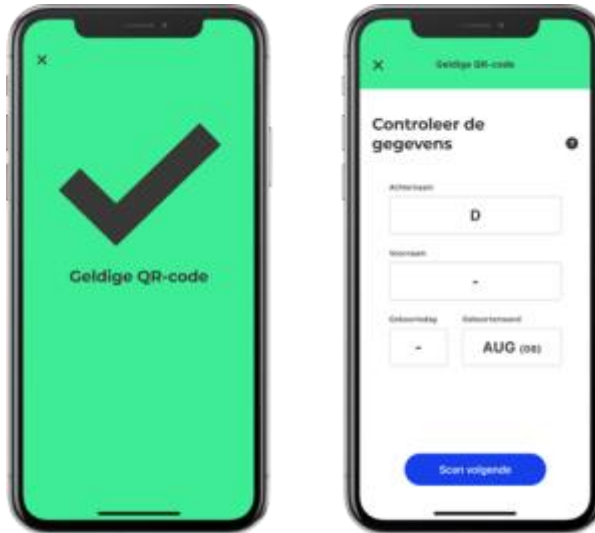 Geldige QR-code
Geldige QR-code
Controleer de
gegevens
?
Achternaam
D
Voornaam
-
Geboortedag Geboortemaand
- AUG (08)
Scan volgende